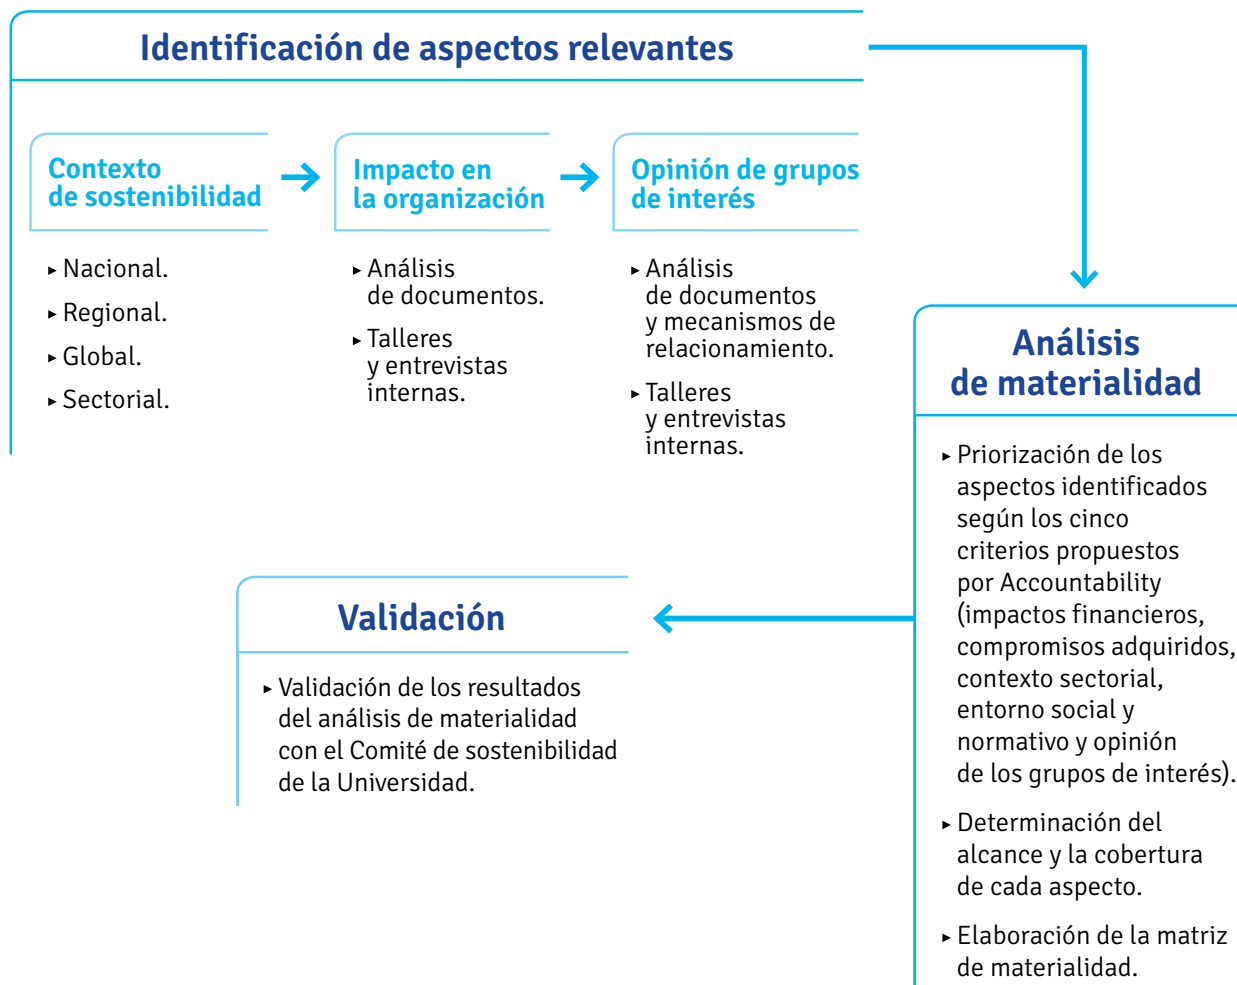 Identificación de aspectos relevantes
Contexto
de sostenibilidad
▸ Nacional.
▸ Regional.
▸ Global.
▸ Sectorial.
Impacto en
la organización
▸ Análisis
de documentos.
▸ Talleres
y entrevistas
internas.
Opinión de grupos
de interés
▸ Análisis
de documentos
y mecanismos de
relacionamiento.
▸ Talleres
y entrevistas
internas.
Análisis
de materialidad
▸ Priorización de los
aspectos identificados
según los cinco
criterios propuestos
por Accountability
(impactos financieros,
compromisos adquiridos,
contexto sectorial,
entorno social y
normativo y opinión
de los grupos de interés).
▸ Determinación del
alcance y la cobertura
de cada aspecto.
▸ Elaboración de la matriz
de materialidad.
Validación
▸ Validación de los resultados
del análisis de materialidad
con el Comité de sostenibilidad
de la Universidad.